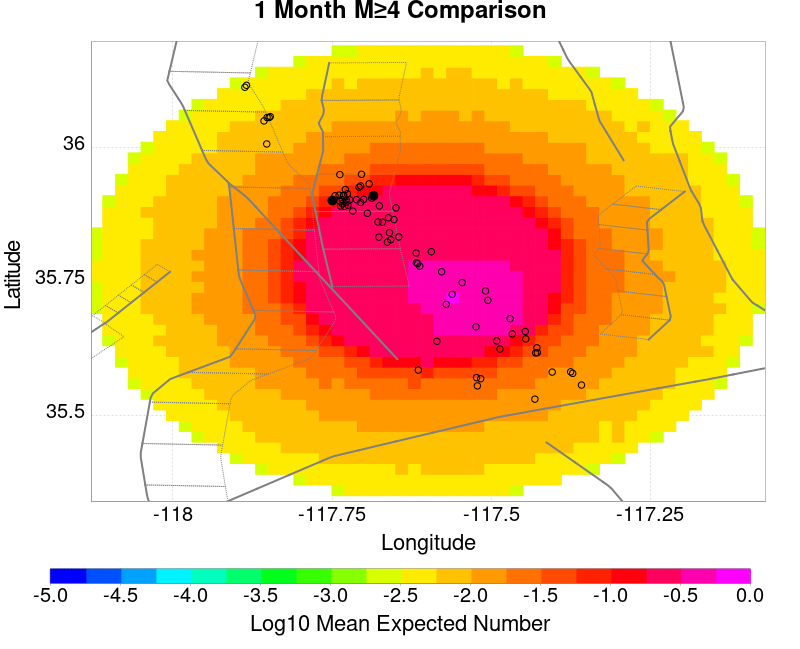 1 Month M≥4 Comparison
36
35.75
35.5
Latitude
-118 -117.75 -117.5 -117.25
Longitude
-5.0 -4.5 -4.0 -3.5 -3.0 -2.5 -2.0 -1.5 -1.0 -0.5 0.0
Log10 Mean Expected Number